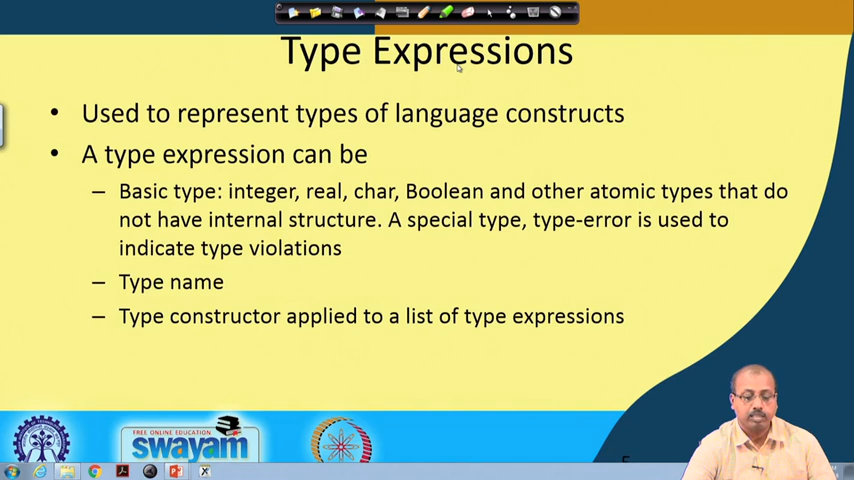 Type Expressions
• Used to represent types of language constructs
• A type expression can be
– Basic type: integer, real, char, Boolean and other atomic types that do
not have internal structure. A special type, type-error is used to
indicate type violations
– Type name
– Type constructor applied to a list of type expressions
FREE ONLINE EDUCATION
swayam